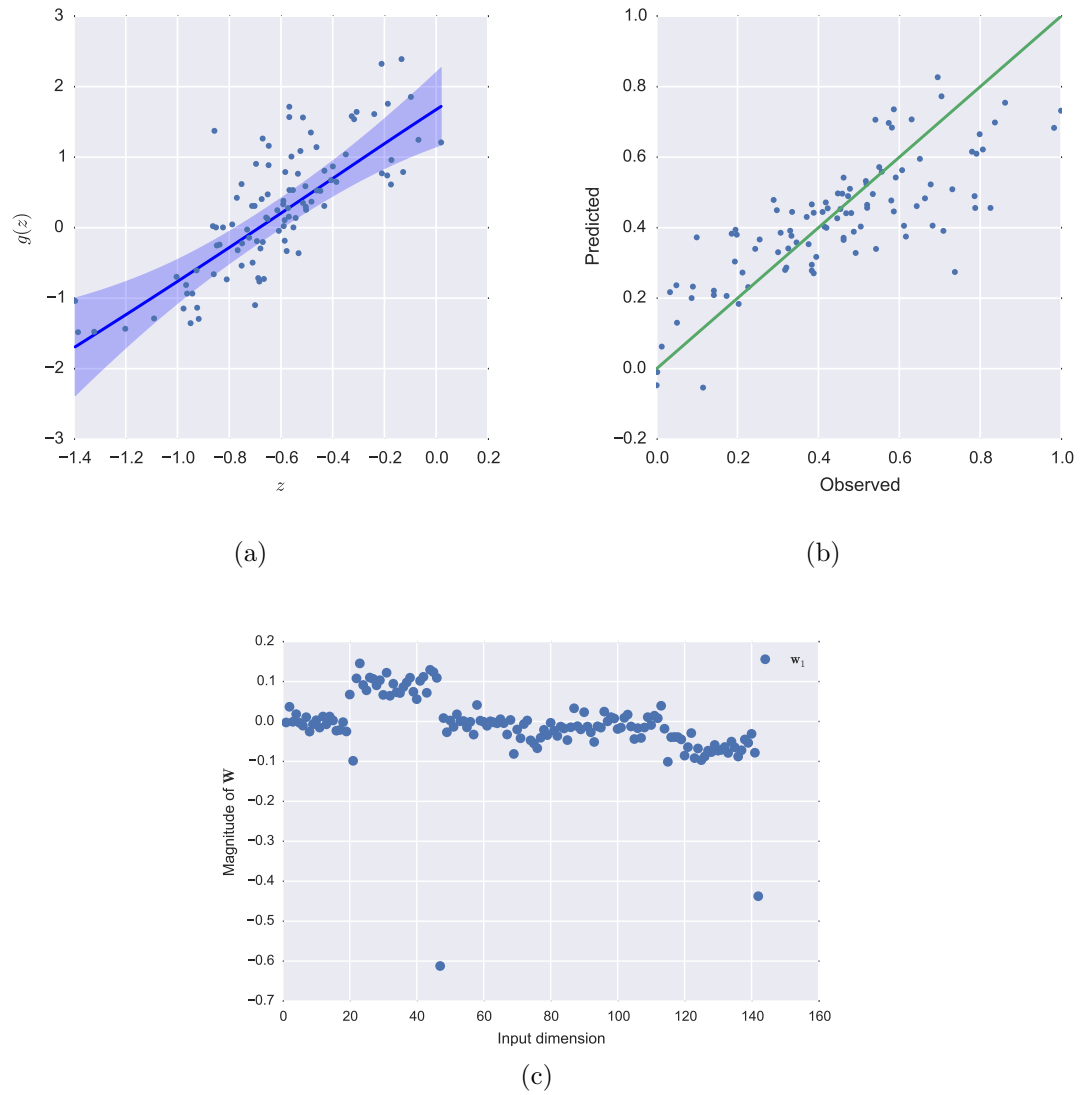 3
2
1
0
−1
−2
−3
−1.4 −1.2 −1.0 −0.8 −0.6 −0.4 −0.2 0.0 0.2
g(z)
z
(a)
1.0
0.8
0.6
0.4
0.2
0.0
−0.2
0.0 0.2 0.4 0.6 0.8 1.0
Predicted
Observed
(b)
0.2
0.1
0.0
−0.1
−0.2
−0.3
−0.4
−0.5
−0.6
−0.7
0 20 40 60 80 100 120 140 160
Magnitude of W
Input dimension
w₁
(c)